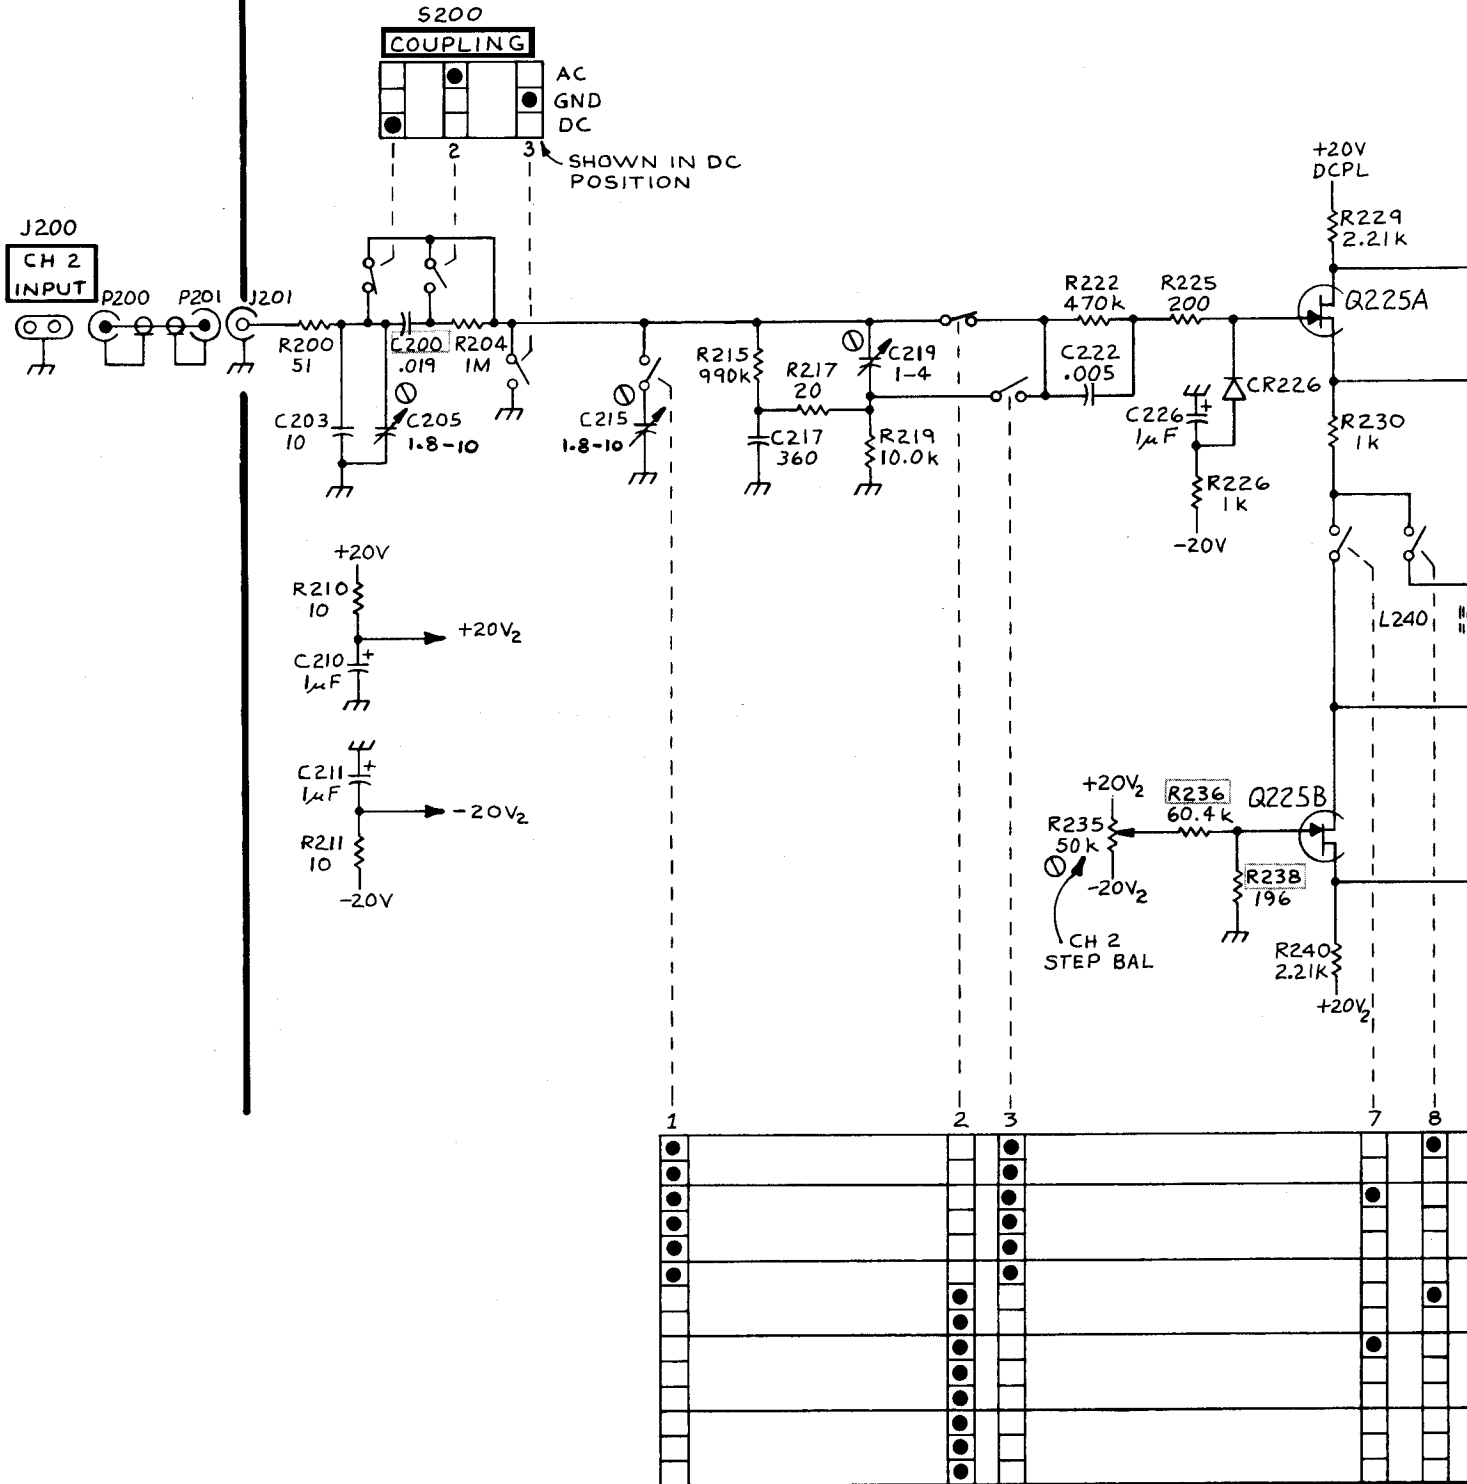 S200
COUPLING
AC
GND
DC
1 2 3
SHOWN IN DC
POSITION
+20V
DCPL
R229
2.21k
J200
CH 2
INPUT
P200
P201
J201
R200
51
C200
.019
R204
1M
C203
10
C205
1.8-10
C215
1.8-10
R215
990k
R217
20
C217
360
C219
1-4
R219
10.0k
R222
470k
C222
.005
R225
200
Q225A
CR226
C226
+
1µF
R226
1k
-20V
R230
1k
+20V
R210
10
+20V2
C210
+
1µF
C211
+
1µF
-20V2
R211
10
-20V
L240
+20V2
R235
50k
-20V2
CH 2
STEP BAL
R236
60.4k
R238
196
Q225B
R240
2.21K
+20V2
1 2 3 7 8